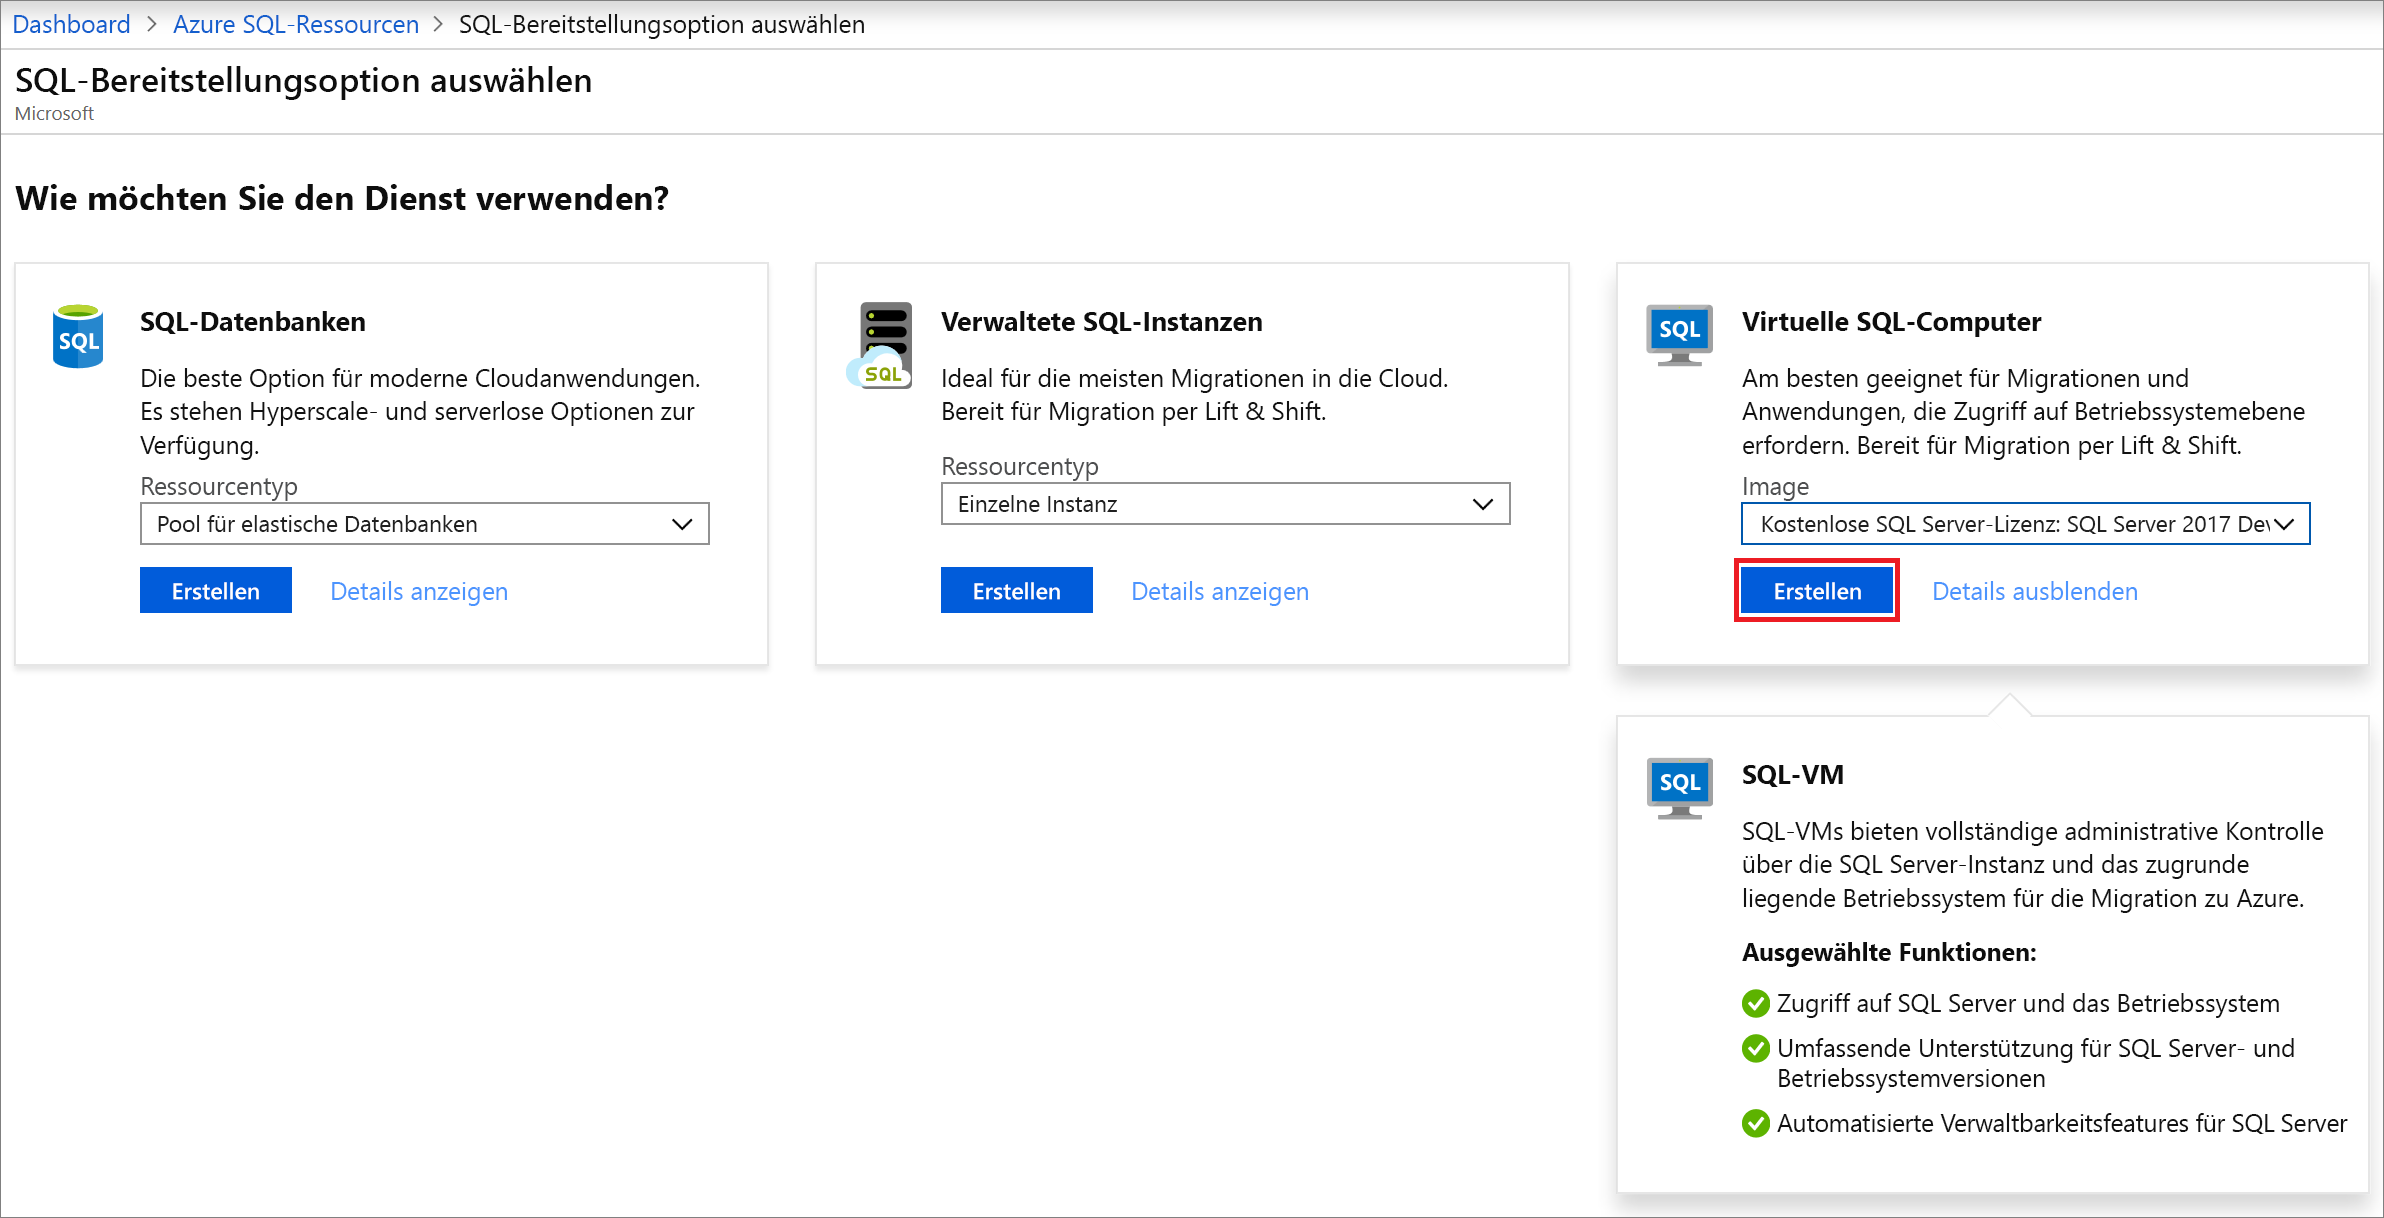 Dashboard > Azure SQL-Ressourcen > SQL-Bereitstellungsoption auswählen
SQL-Bereitstellungsoption auswählen
Microsoft
Wie möchten Sie den Dienst verwenden?
SQL
SQL-Datenbanken
Die beste Option für moderne Cloudanwendungen.
Es stehen Hyperscale- und serverlose Optionen zur
Verfügung.
Ressourcentyp
Pool für elastische Datenbanken
Erstellen
Details anzeigen
SQL
Verwaltete SQL-Instanzen
Ideal für die meisten Migrationen in die Cloud.
Bereit für Migration per Lift & Shift.
Ressourcentyp
Einzelne Instanz
Erstellen
Details anzeigen
SQL
Virtuelle SQL-Computer
Am besten geeignet für Migrationen und
Anwendungen, die Zugriff auf Betriebssystemebene
erfordern. Bereit für Migration per Lift & Shift.
Image
Kostenlose SQL Server-Lizenz: SQL Server 2017 Dev
Erstellen
Details ausblenden
SQL
SQL-VM
SQL-VMs bieten vollständige administrative Kontrolle
über die SQL Server-Instanz und das zugrunde
liegende Betriebssystem für die Migration zu Azure.
Ausgewählte Funktionen:
Zugriff auf SQL Server und das Betriebssystem
Umfassende Unterstützung für SQL Server- und
Betriebssystemversionen
Automatisierte Verwaltbarkeitsfeatures für SQL Server